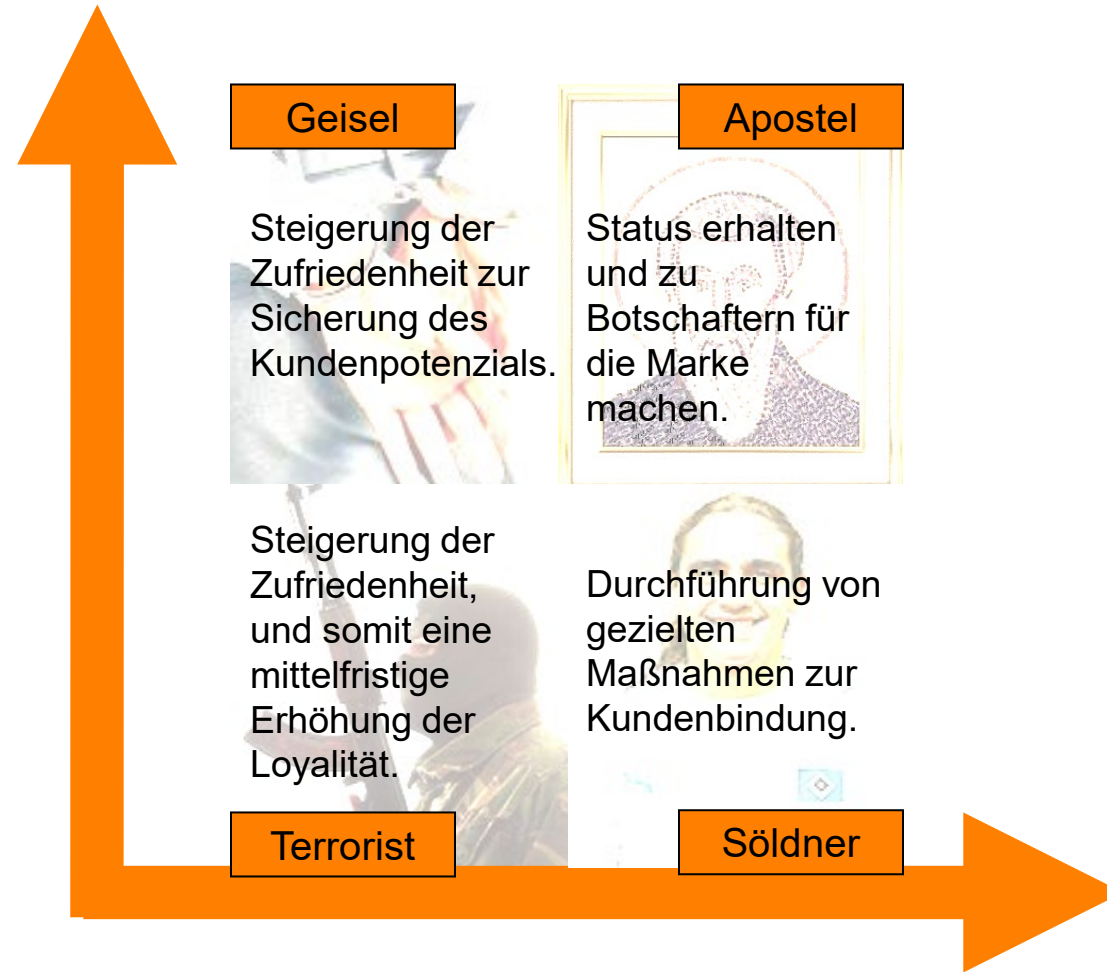 Geisel
Apostel
Steigerung der
Zufriedenheit zur
Sicherung des
Kundenpotenzials.
Status erhalten
und zu
Botschaftern für
die Marke
machen.
Steigerung der
Zufriedenheit,
und somit eine
mittelfristige
Erhöhung der
Loyalität.
Durchführung von
gezielten
Maßnahmen zur
Kundenbindung.
Terrorist
Söldner